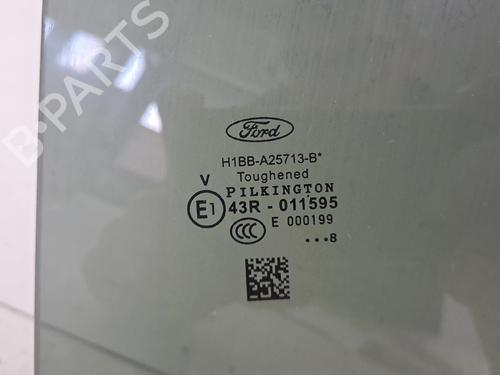 B-PARTS
Ford
H1BB-A25713-B*
Toughened
V
PILKINGTON
E1 43R - 011595
CCC E 000199
•••8